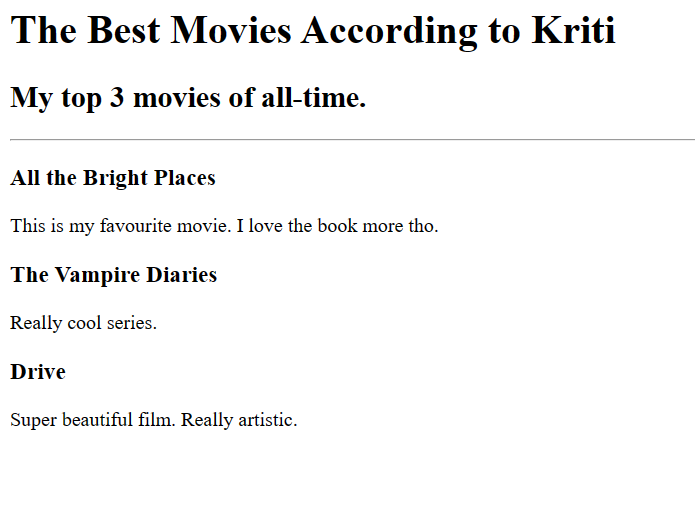 The Best Movies According to Kriti
My top 3 movies of all-time.
All the Bright Places
This is my favourite movie. I love the book more tho.
The Vampire Diaries
Really cool series.
Drive
Super beautiful film. Really artistic.